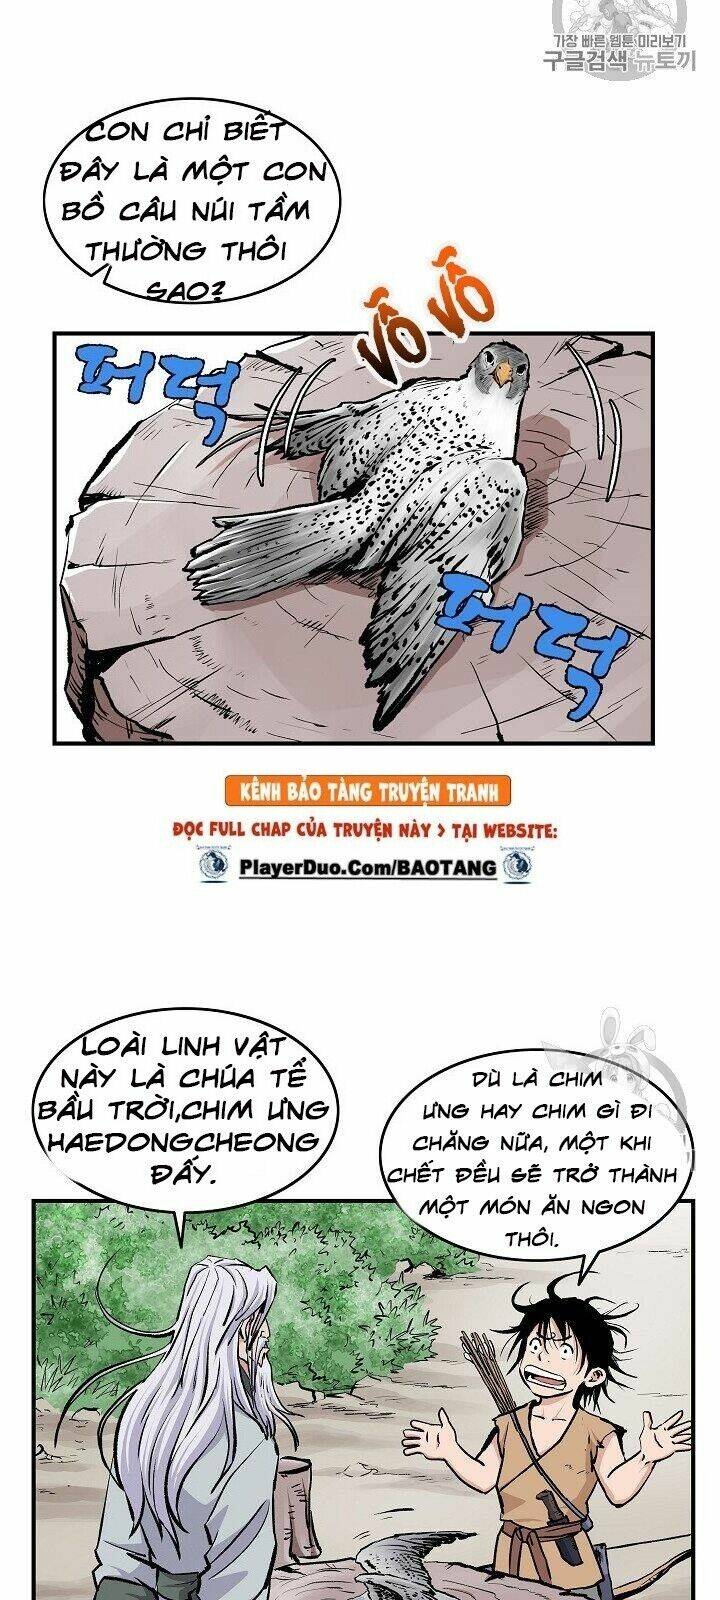 가장 빠른 웹툰 미리보기
구글검색 뉴토끼
CON CHỈ BIẾT
ĐÂY LÀ MỘT CON
BỒ CÂU NÚI TẦM
THƯỜNG THÔI
SAO?
VỖ VỖ
퍼덕
퍼덕
KÊNH BẢO TÀNG TRUYỆN TRANH
ĐỌC FULL CHAP CỦA TRUYỆN NÀY > TẠI WEBSITE:
PlayerDuo.Com/BAOTANG
LOÀI LINH VẬT
NÀY LÀ CHÚA TỂ
BẦU TRỜI,CHIM ƯNG
HAEDONGCHEONG
ĐẤY.
DÙ LÀ CHIM
ƯNG HAY CHIM GÌ ĐI
CHĂNG NỮA, MỘT KHI
CHẾT ĐỀU SẼ TRỞ THÀNH
MỘT MÓN ĂN NGON
THÔI.